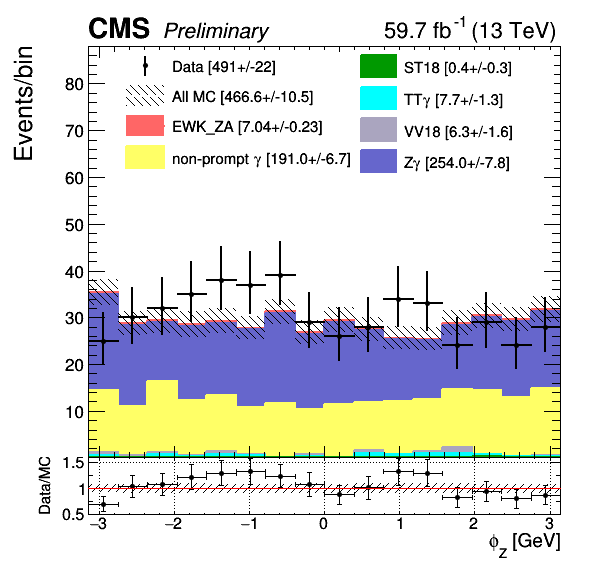 CMS Preliminary 59.7 fb⁻¹ (13 TeV)
Events/bin
Data [491+/-22]
All MC [466.6+/-10.5]
EWK_ZA [7.04+/-0.23]
non-prompt γ [191.0+/-6.7]
ST18 [0.4+/-0.3]
TTγ [7.7+/-1.3]
VV18 [6.3+/-1.6]
Zγ [254.0+/-7.8]
80
70
60
50
40
30
20
10
Data/MC
1.5
1
0.5
−3 −2 −1 0 1 2 3
ϕ_Z [GeV]